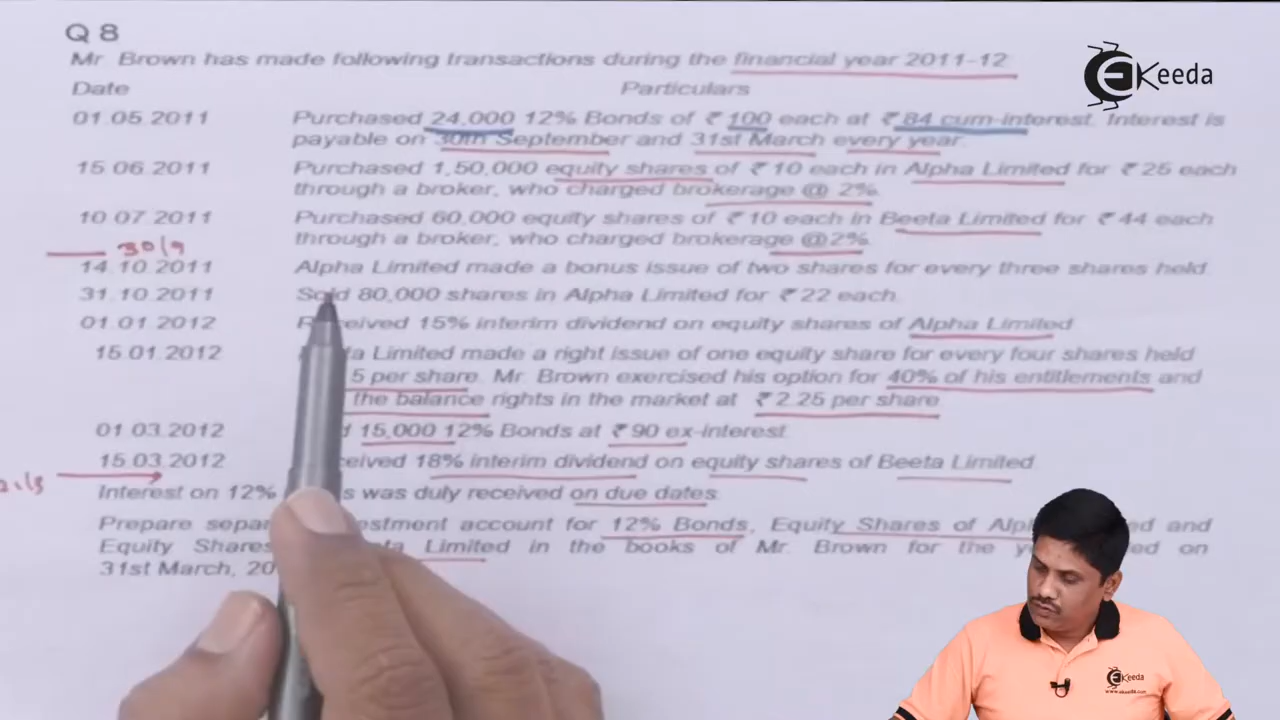 Q 8
Keeda
Mr. Brown has made following transactions during the financial year 2011-12
Date Particulars
01.05.2011 Purchased 24,000 12% Bonds of ₹ 100 each at ₹ 84 cum-interest. Interest is
payable on 30th September and 31st March every year.
15.06.2011 Purchased 1,50,000 equity shares of ₹ 10 each in Alpha Limited for ₹ 25 each
through a broker, who charged brokerage @ 2%.
10.07.2011 Purchased 60,000 equity shares of ₹ 10 each in Beeta Limited for ₹ 44 each
through a broker, who charged brokerage @2%.
30/9
14.10.2011 Alpha Limited made a bonus issue of two shares for every three shares held.
31.10.2011 Sold 80,000 shares in Alpha Limited for ₹ 22 each.
01.01.2012 15% interim dividend on equity shares of Alpha Limited
15.01.2012 Limited made a right issue of one equity share for every four shares held
5 per share. Mr. Brown exercised his option for 40% of his entitlements and
the balance rights in the market at ₹ 2.25 per share
01.03.2012 15,000 12% Bonds at ₹ 90 ex-interest.
15.03.2012 18% interim dividend on equity shares of Beeta Limited
Interest on 12% was duly received on due dates.
Prepare account for 12% Bonds, Equity Shares of and
Equity Shares Limited in the books of Mr. Brown for the on
31st March,
Keeda
www.ekeeda.com